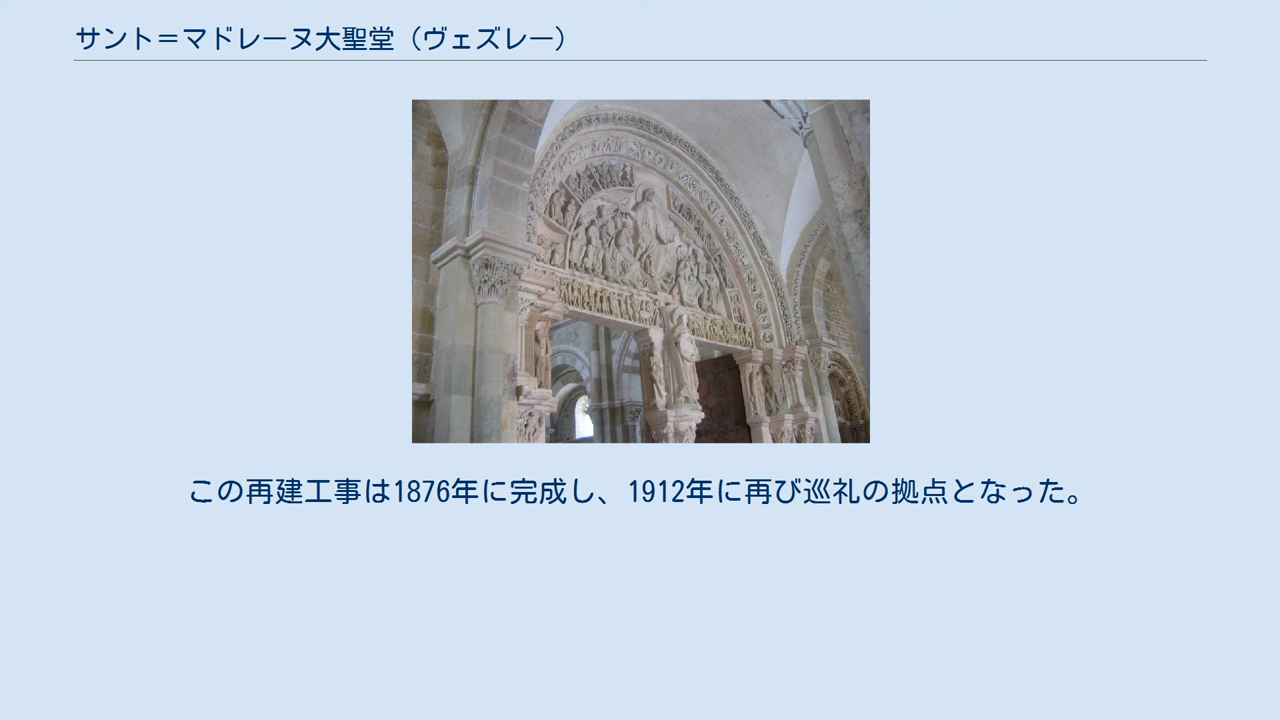 サント＝マドレーヌ大聖堂（ヴェズレー）
この再建工事は1876年に完成し、1912年に再び巡礼の拠点となった。